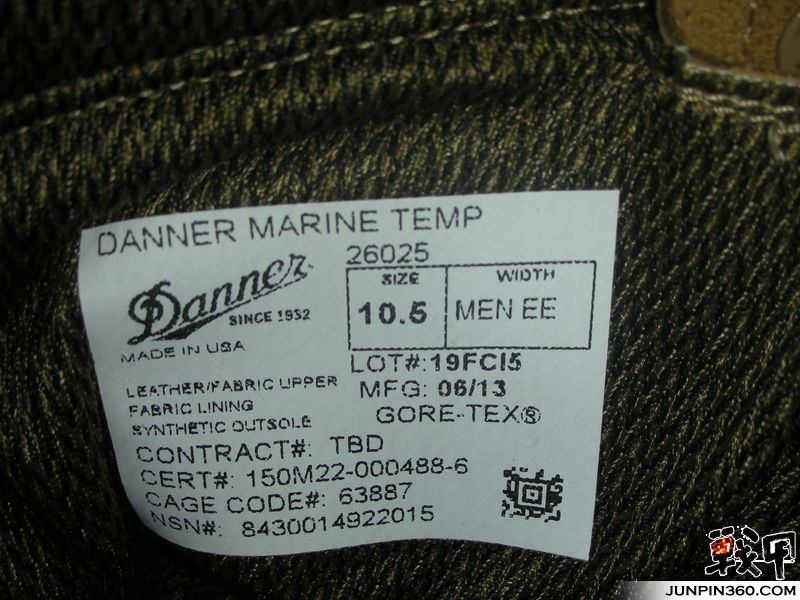 DANNER MARINE TEMP
26025
Danner
SINCE 1932
MADE IN USA
SIZE
10.5
WIDTH
MEN EE
LOT#: 19FCI5
MFG: 06/13
GORE-TEX®
LEATHER/FABRIC UPPER
FABRIC LINING
SYNTHETIC OUTSOLE
CONTRACT#: TBD
CERT#: 150M22-000488-6
CAGE CODE#: 63887
NSN#: 8430014922015
戰甲
JUNPIN360.COM